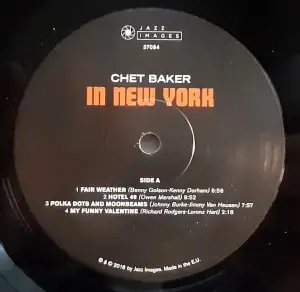 JAZZ
IMAGES
37084
CHET BAKER
IN NEW YORK
SIDE A
1 FAIR WEATHER (Benny Golson-Kenny Dorham) 6:58
2 HOTEL 49 (Owen Marshall) 9:52
3 POLKA DOTS AND MOONBEAMS (Johnny Burke-Jimmy Van Heusen) 7:57
4 MY FUNNY VALENTINE (Richard Rodgers-Lorenz Hart) 2:18
℗ & © 2018 by Jazz Images. Made in the E.U.